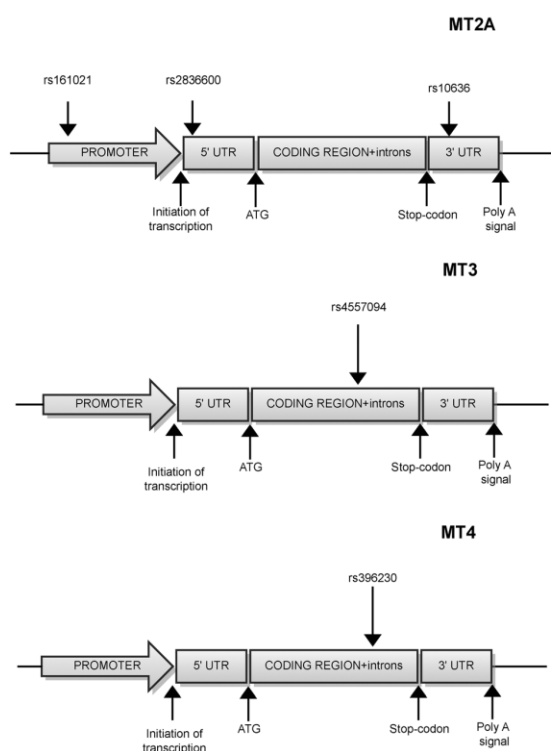 MT2A
rs161021
rs2836600
rs10636
PROMOTER
5' UTR
CODING REGION+introns
3' UTR
Initiation of
transcription
ATG
Stop-codon
Poly A
signal
MT3
rs4557094
PROMOTER
5' UTR
CODING REGION+introns
3' UTR
Initiation of
transcription
ATG
Stop-codon
Poly A
signal
MT4
rs396230
PROMOTER
5' UTR
CODING REGION+introns
3' UTR
Initiation of
transcription
ATG
Stop-codon
Poly A
signal